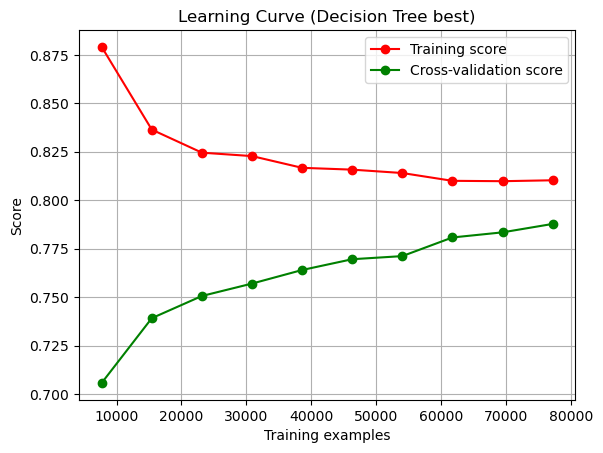 Learning Curve (Decision Tree best)
Training score
Cross-validation score
0.875
0.850
0.825
0.800
0.775
0.750
0.725
0.700
Score
10000 20000 30000 40000 50000 60000 70000 80000
Training examples